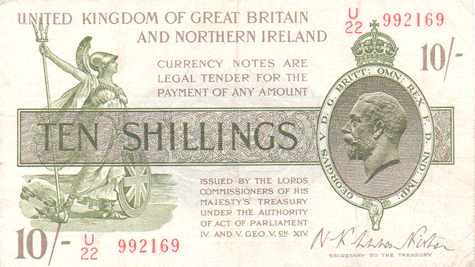 UNITED KINGDOM OF GREAT BRITAIN
AND NORTHERN IRELAND
U/22 992169
10/-
CURRENCY NOTES ARE
LEGAL TENDER FOR THE
PAYMENT OF ANY AMOUNT
GEORGIVS V D.G. BRITT: OMN: REX F.D. IND: IMP:
TEN SHILLINGS
ISSUED BY THE LORDS
COMMISSIONERS OF HIS
MAJESTY'S TREASURY
UNDER THE AUTHORITY
OF ACT OF PARLIAMENT
IV. AND V. GEO. V. CH. XIV.
10/- U/22 992169
SECRETARY TO THE TREASURY